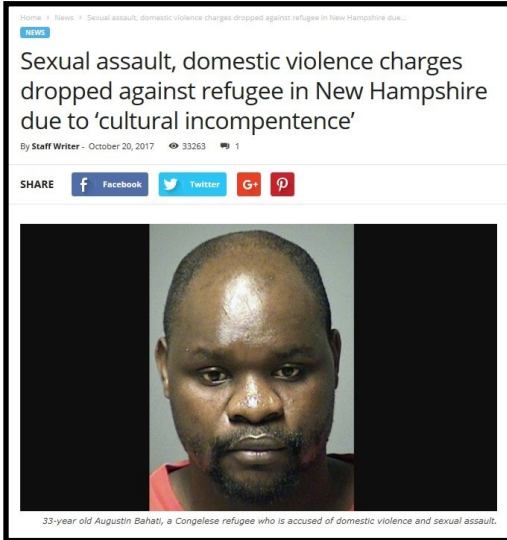 Home › News › Sexual assault, domestic violence charges dropped against refugee in New Hampshire due...
NEWS
Sexual assault, domestic violence charges
dropped against refugee in New Hampshire
due to ‘cultural incompentence’
By Staff Writer - October 20, 2017 33263 1
SHARE Facebook Twitter G+
33-year old Augustin Bahati, a Congelese refugee who is accused of domestic violence and sexual assault.